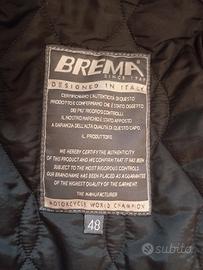 BREMA
SINCE 1969
DESIGNED IN ITALY
CERTIFICHIAMO L'AUTENTICITÀ DI QUESTO
PRODOTTO E CONFERMIAMO CHE È STATO OGGETTO
DEI PIÙ RIGOROSI CONTROLLI.
IL NOSTRO MARCHIO È STATO APPOSTO
A GARANZIA DELL'ALTA QUALITÀ DI QUESTO CAPO.
IL PRODUTTORE
WE HEREBY CERTIFY THE AUTHENTICITY
OF THIS PRODUCT AND CONFIRM THAT IT HAS BEEN
SUBJECT TO THE MOST RIGOROUS CONTROLS.
OUR BRANDNAME HAS BEEN PLACED AS A GUARANTEE
OF THE HIGHEST QUALITY OF THE GARMENT.
THE MANUFACTURER
MOTORCYCLE WORLD CHAMPION
48
subito